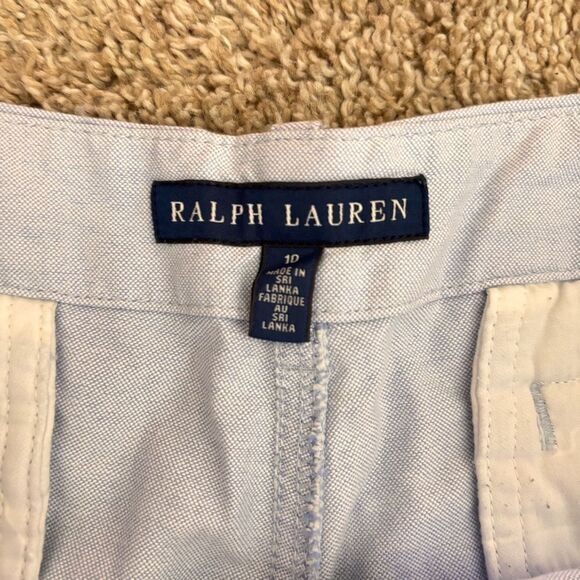 RALPH LAUREN
10
MADE IN
SRI
LANKA
FABRIQUE
AU
SRI
LANKA